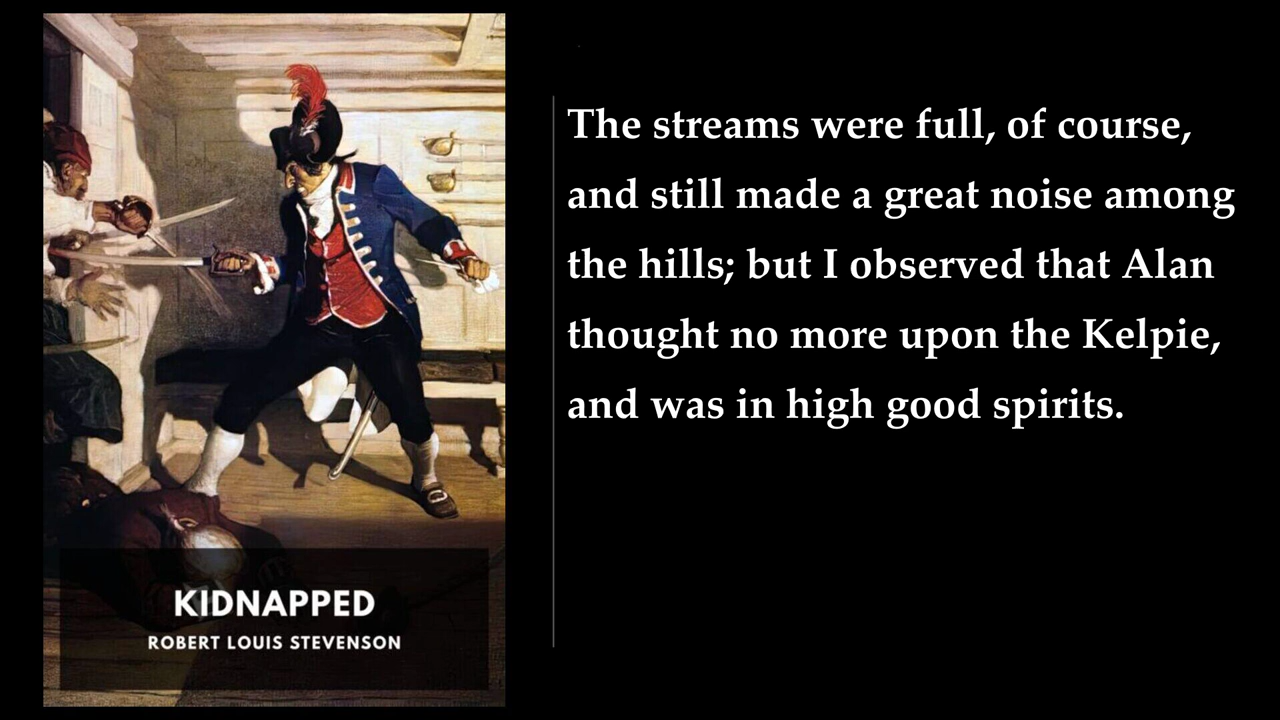 KIDNAPPED
ROBERT LOUIS STEVENSON
The streams were full, of course,
and still made a great noise among
the hills; but I observed that Alan
thought no more upon the Kelpie,
and was in high good spirits.